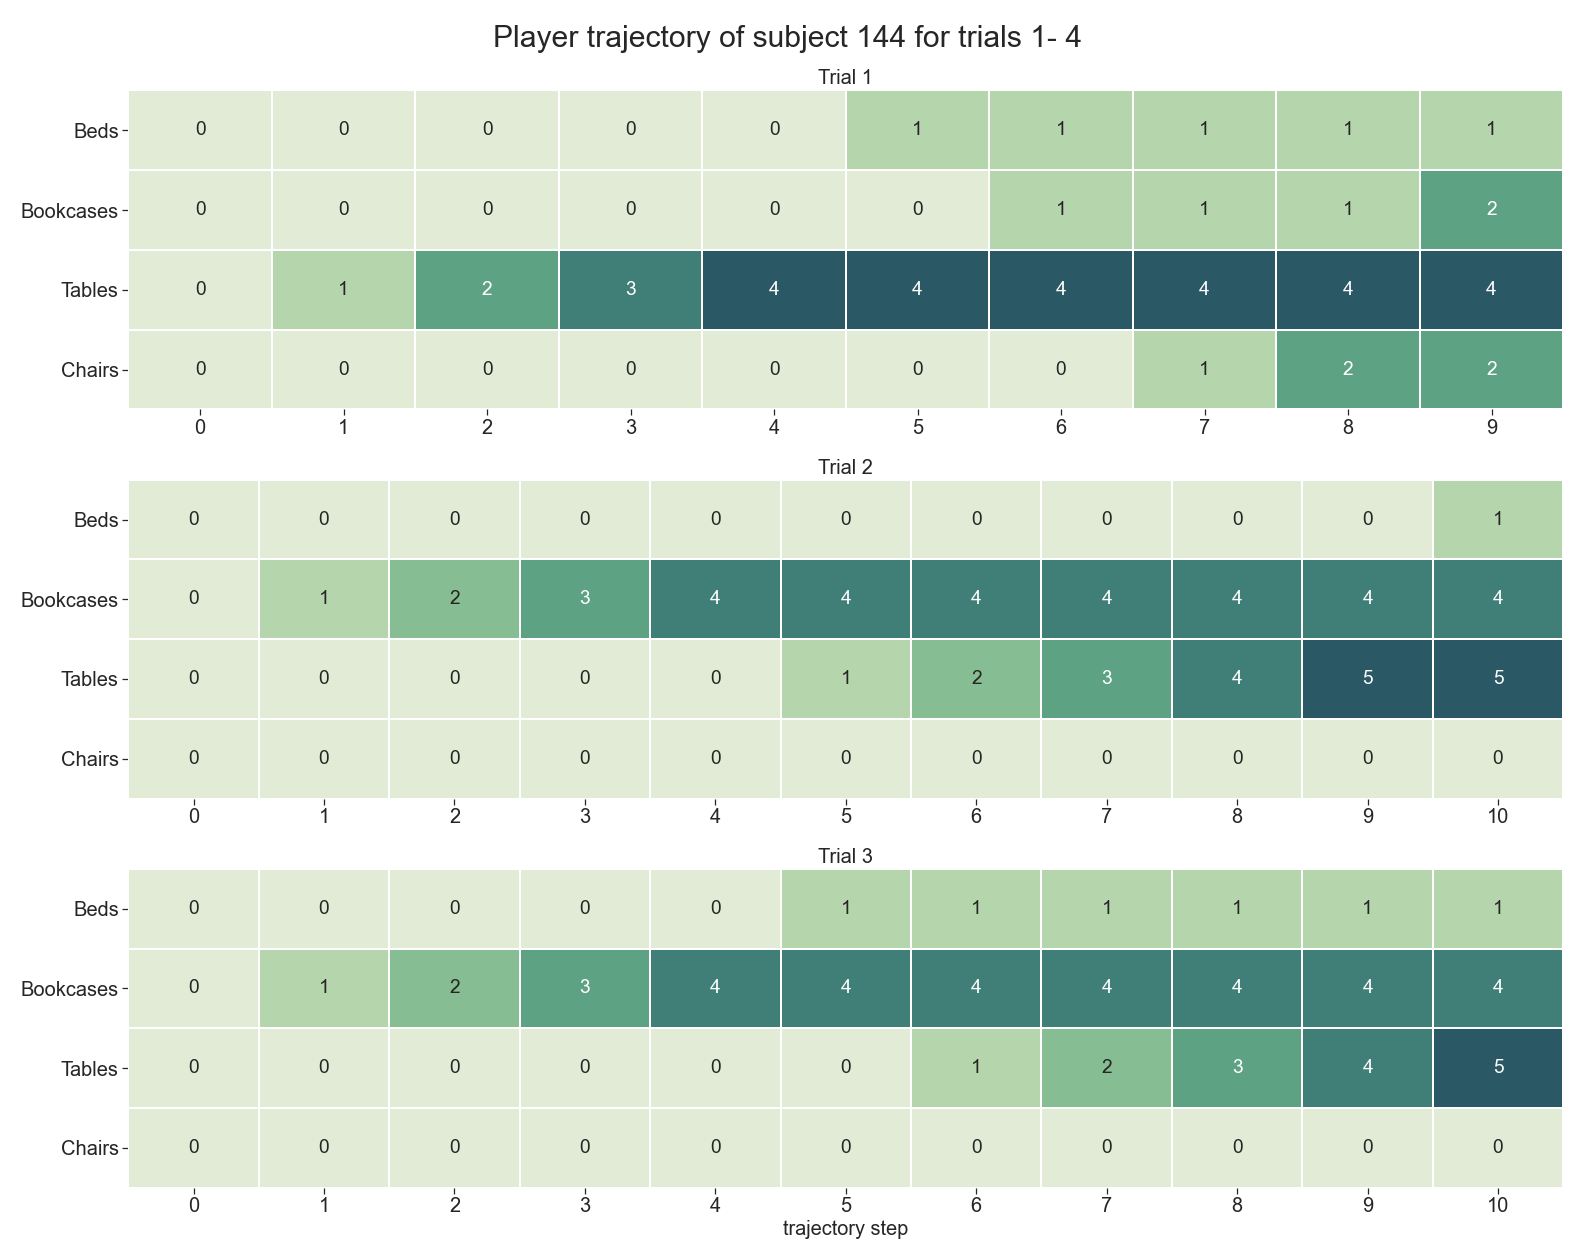 Player trajectory of subject 144 for trials 1- 4
Trial 1
Beds 0 0 0 0 0 1 1 1 1 1
Bookcases 0 0 0 0 0 0 1 1 1 2
Tables 0 1 2 3 4 4 4 4 4 4
Chairs 0 0 0 0 0 0 0 1 2 2
0 1 2 3 4 5 6 7 8 9
Trial 2
Beds 0 0 0 0 0 0 0 0 0 0 1
Bookcases 0 1 2 3 4 4 4 4 4 4 4
Tables 0 0 0 0 0 1 2 3 4 5 5
Chairs 0 0 0 0 0 0 0 0 0 0 0
0 1 2 3 4 5 6 7 8 9 10
Trial 3
Beds 0 0 0 0 0 1 1 1 1 1 1
Bookcases 0 1 2 3 4 4 4 4 4 4 4
Tables 0 0 0 0 0 0 1 2 3 4 5
Chairs 0 0 0 0 0 0 0 0 0 0 0
0 1 2 3 4 5 6 7 8 9 10
trajectory step